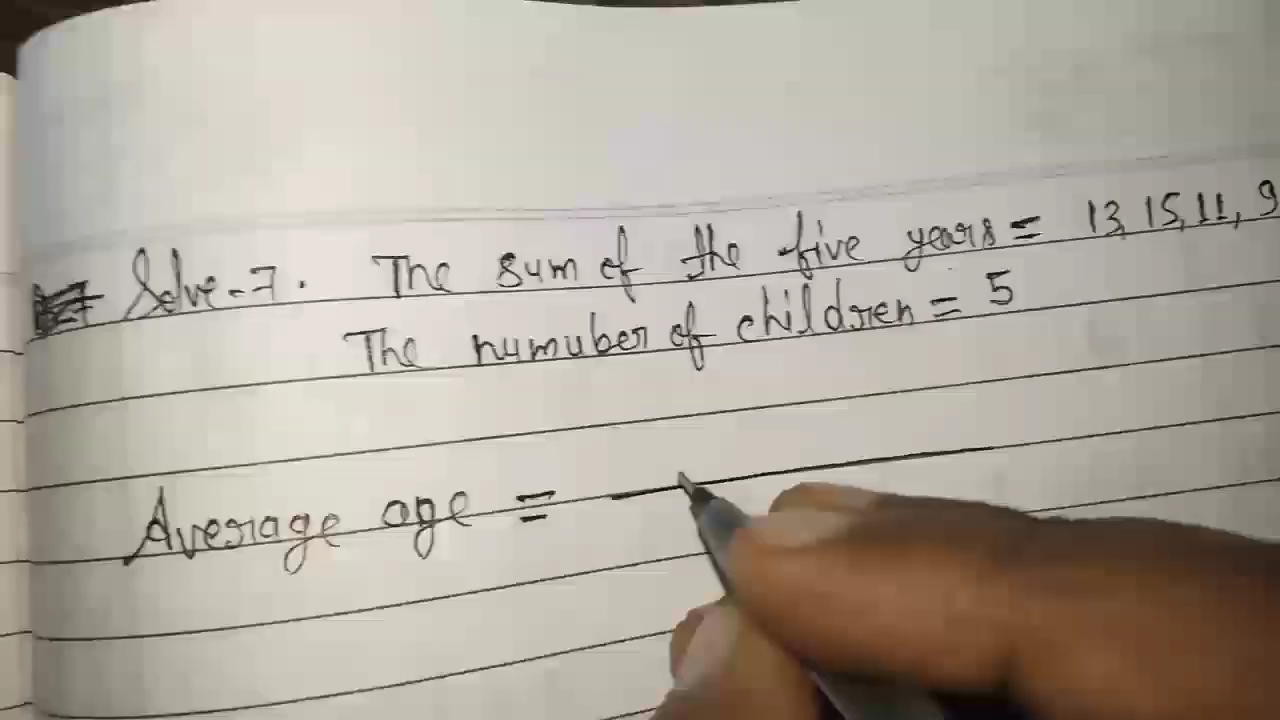 Solve-7. The sum of the five years = 13, 15, 11, 9
The numuber of children = 5
Average age =